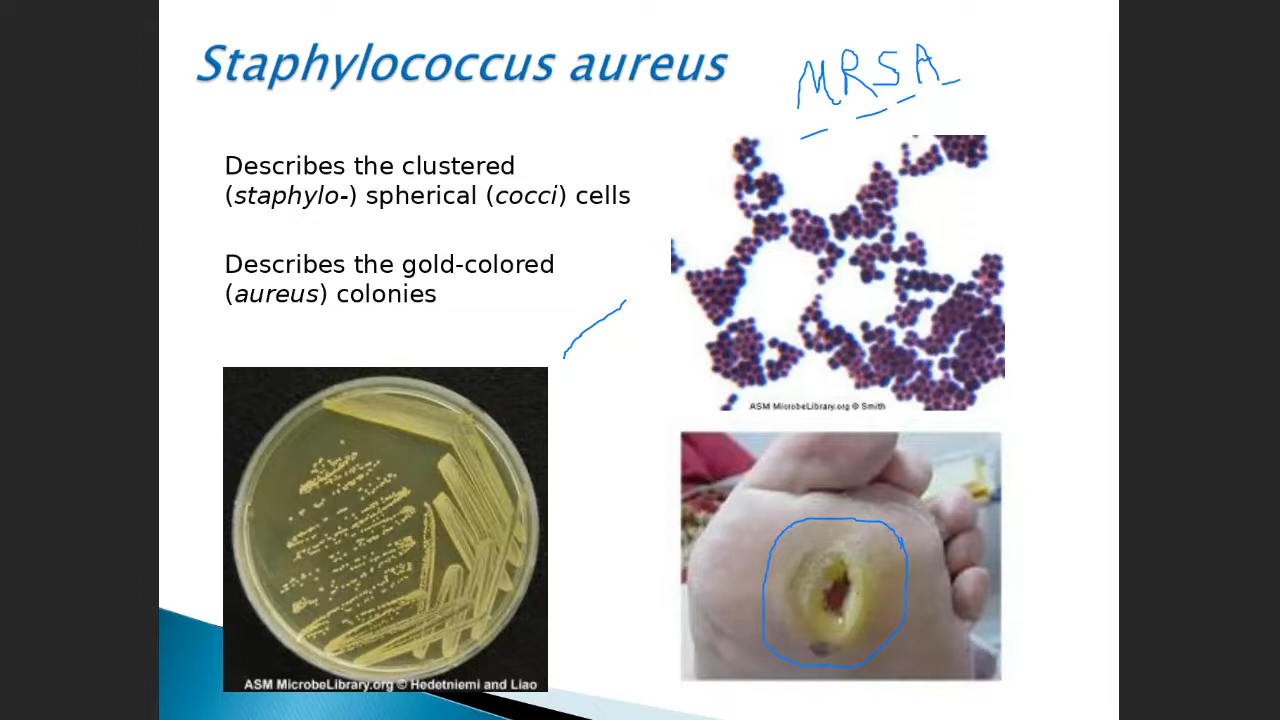 Staphylococcus aureus
MRSA
Describes the clustered
(staphylo-) spherical (cocci) cells
Describes the gold-colored
(aureus) colonies
ASM MicrobeLibrary.org © Smith
ASM MicrobeLibrary.org © Hedetniemi and Liao